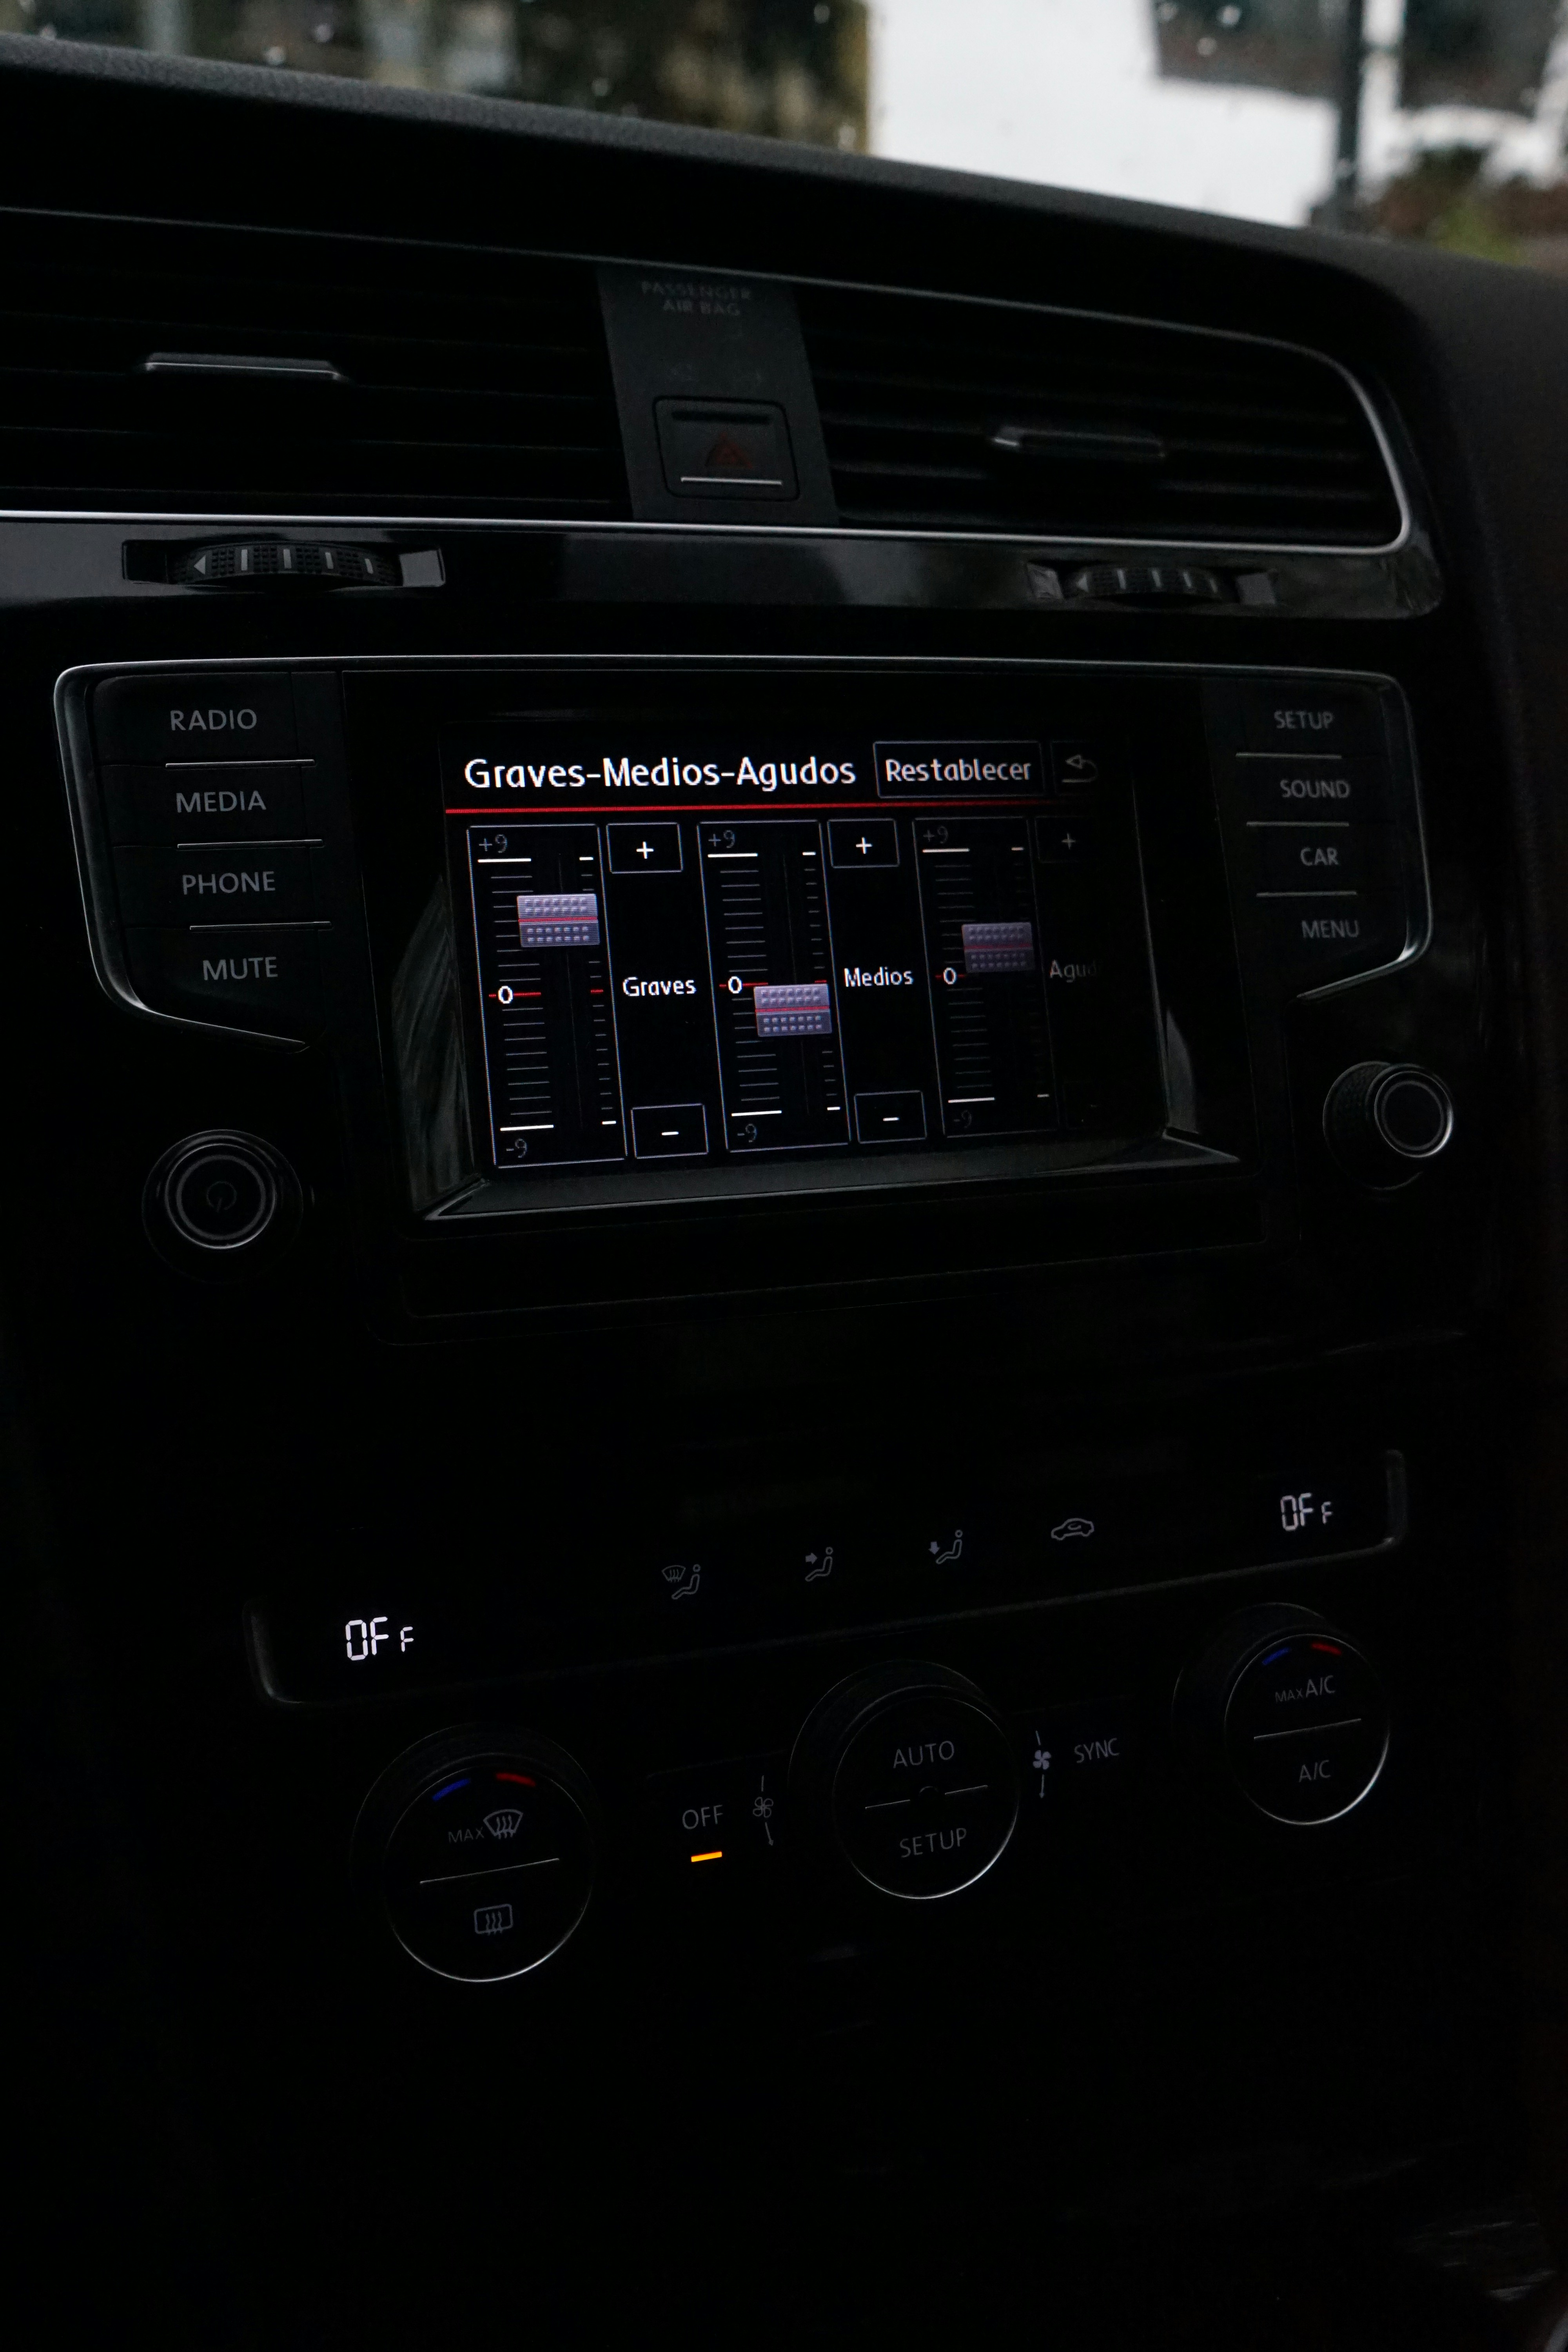 PASSENGER
AIR BAG
RADIO
MEDIA
PHONE
MUTE
Graves-Medios-Agudos
Restablecer
+9
0
-9
+
Graves
-
+9
0
-9
+
Medios
-
+9
0
-9
+
Agud
SETUP
SOUND
CAR
MENU
OFF
OFF
MAX
OFF
AUTO
SETUP
SYNC
MAX A/C
A/C